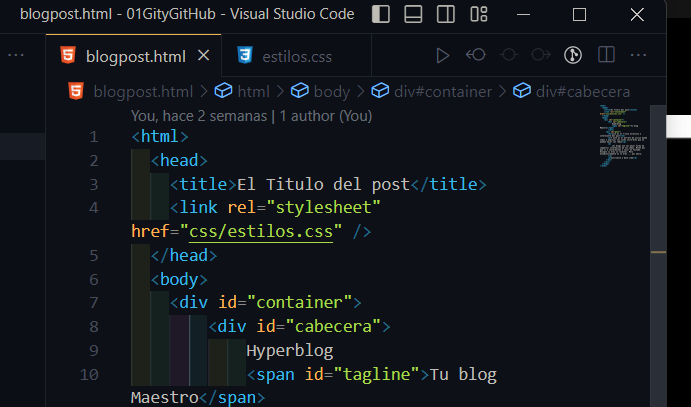 blogpost.html - 01GityGitHub - Visual Studio Code
blogpost.html
estilos.css
blogpost.html > html > body > div#container > div#cabecera
You, hace 2 semanas | 1 author (You)
1 <html>
2 <head>
3 <title>El Titulo del post</title>
4 <link rel="stylesheet"
href="css/estilos.css" />
5 </head>
6 <body>
7 <div id="container">
8 <div id="cabecera">
9 Hyperblog
10 <span id="tagline">Tu blog
Maestro</span>